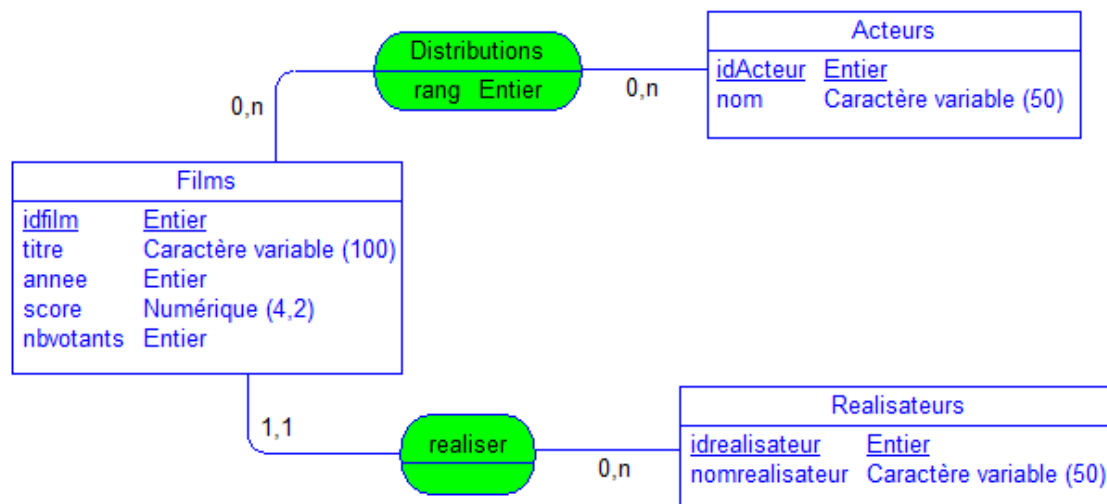 Distributions
rang Entier
Acteurs
idActeur Entier
nom Caractère variable (50)
0,n
0,n
Films
idfilm Entier
titre Caractère variable (100)
annee Entier
score Numérique (4,2)
nbvotants Entier
1,1
realiser
0,n
Realisateurs
idrealisateur Entier
nomrealisateur Caractère variable (50)